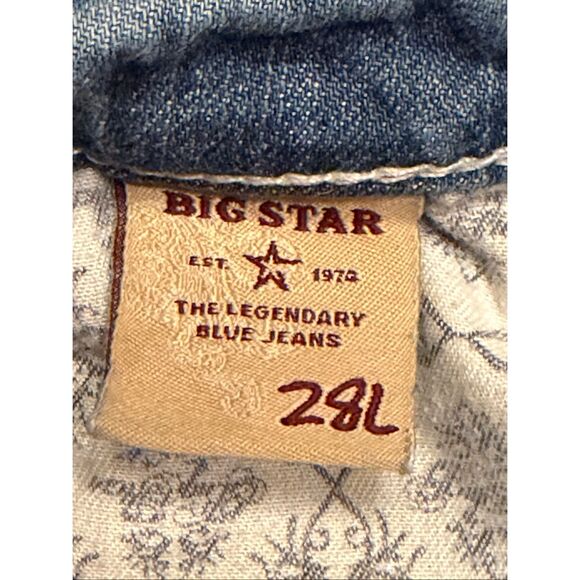 BIG STAR
EST. 1974
THE LEGENDARY
BLUE JEANS
28L